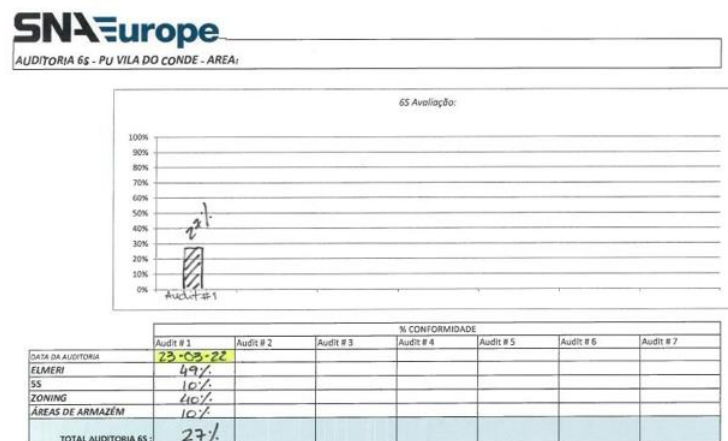 SNA Europe
AUDITORIA 6S - PU VILA DO CONDE - AREA:
6S Avaliação:
100%
90%
80%
70%
60%
50%
40%
30%
20%
10%
0%
27%
Audit #1
% CONFORMIDADE
Audit # 1 Audit # 2 Audit # 3 Audit # 4 Audit # 5 Audit # 6 Audit # 7
DATA DA AUDITORIA 23-03-22
ELMERI 49%
5S 10%
ZONING 40%
ÁREAS DE ARMAZÉM 10%
TOTAL AUDITORIA 6S : 27%